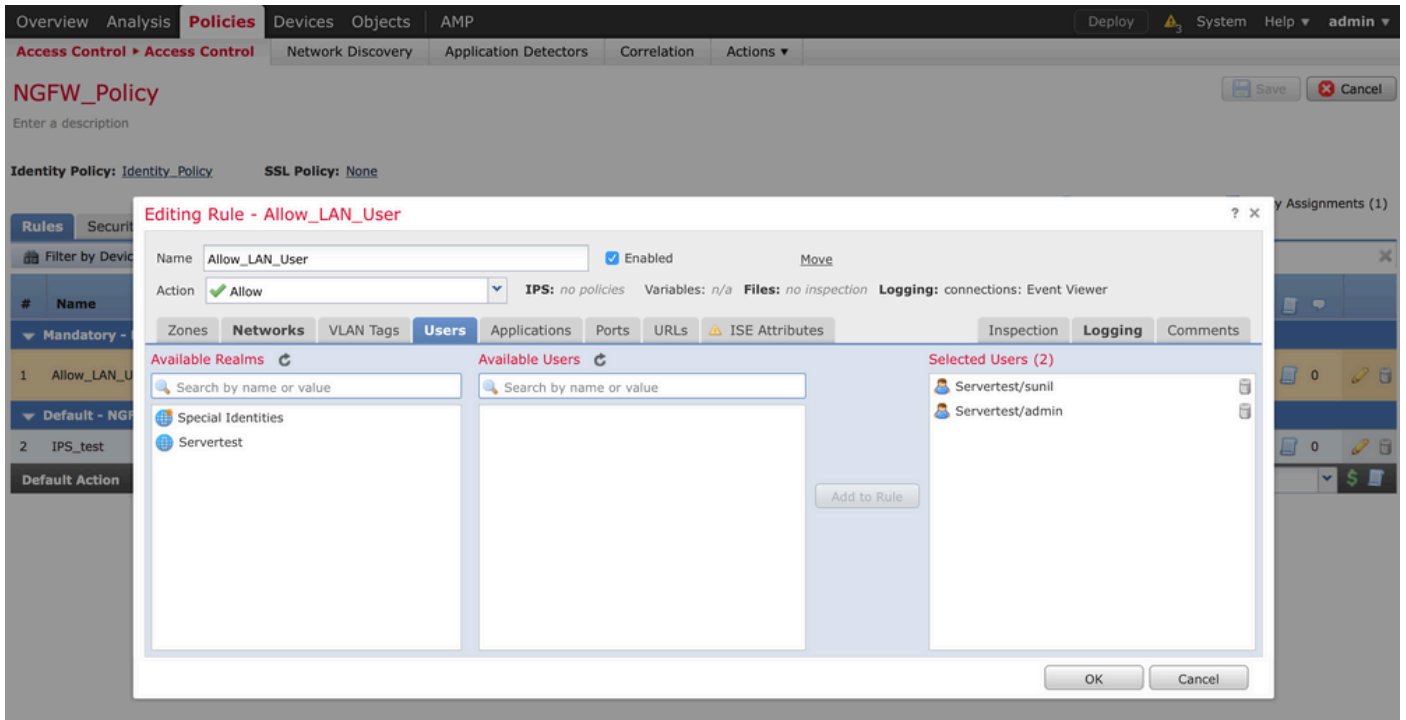 Overview Analysis Policies Devices Objects AMP Deploy 3 System Help ▾ admin ▾
Access Control ▸ Access Control Network Discovery Application Detectors Correlation Actions ▾
NGFW_Policy Save Cancel
Enter a description
Identity Policy: Identity_Policy SSL Policy: None
Assignments (1)
Editing Rule - Allow_LAN_User ? ×
Rules
Filter by Name Allow_LAN_User Enabled Move
Action Allow IPS: no policies Variables: n/a Files: no inspection Logging: connections: Event Viewer
# Name
Zones Networks VLAN Tags Users Applications Ports URLs ISE Attributes Inspection Logging Comments
Mandatory -
Available Realms Available Users Selected Users (2)
1 Allow_LAN_U Search by name or value Search by name or value Servertest/sunil 0
Default - Special Identities Servertest/admin
2 IPS_test Servertest 0
Default Action $
Add to Rule
OK Cancel